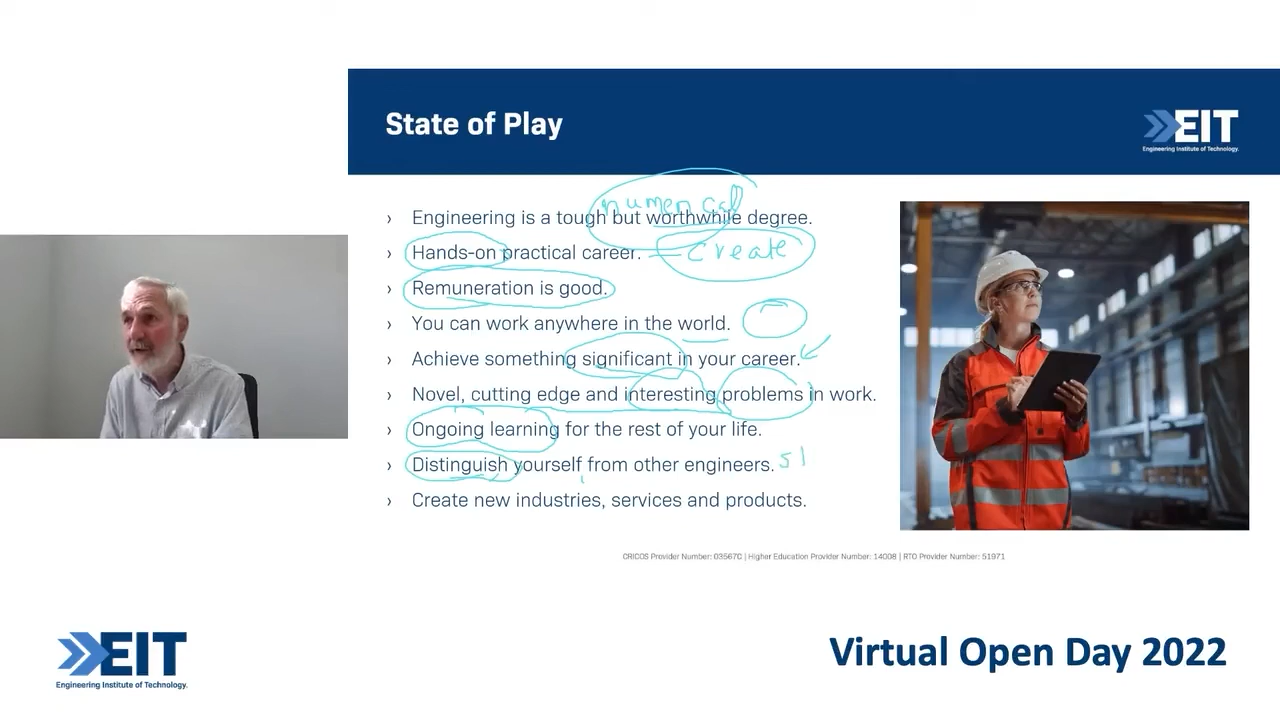 State of Play
EIT
Engineering Institute of Technology.
numerical
› Engineering is a tough but worthwhile degree.
› Hands-on practical career. — create
› Remuneration is good.
› You can work anywhere in the world.
› Achieve something significant in your career.
› Novel, cutting edge and interesting problems in work.
› Ongoing learning for the rest of your life.
› Distinguish yourself from other engineers.
› Create new industries, services and products.
CRICOS Provider Number: 03567C | Higher Education Provider Number: 14008 | RTO Provider Number: 51971
EIT
Engineering Institute of Technology.
Virtual Open Day 2022